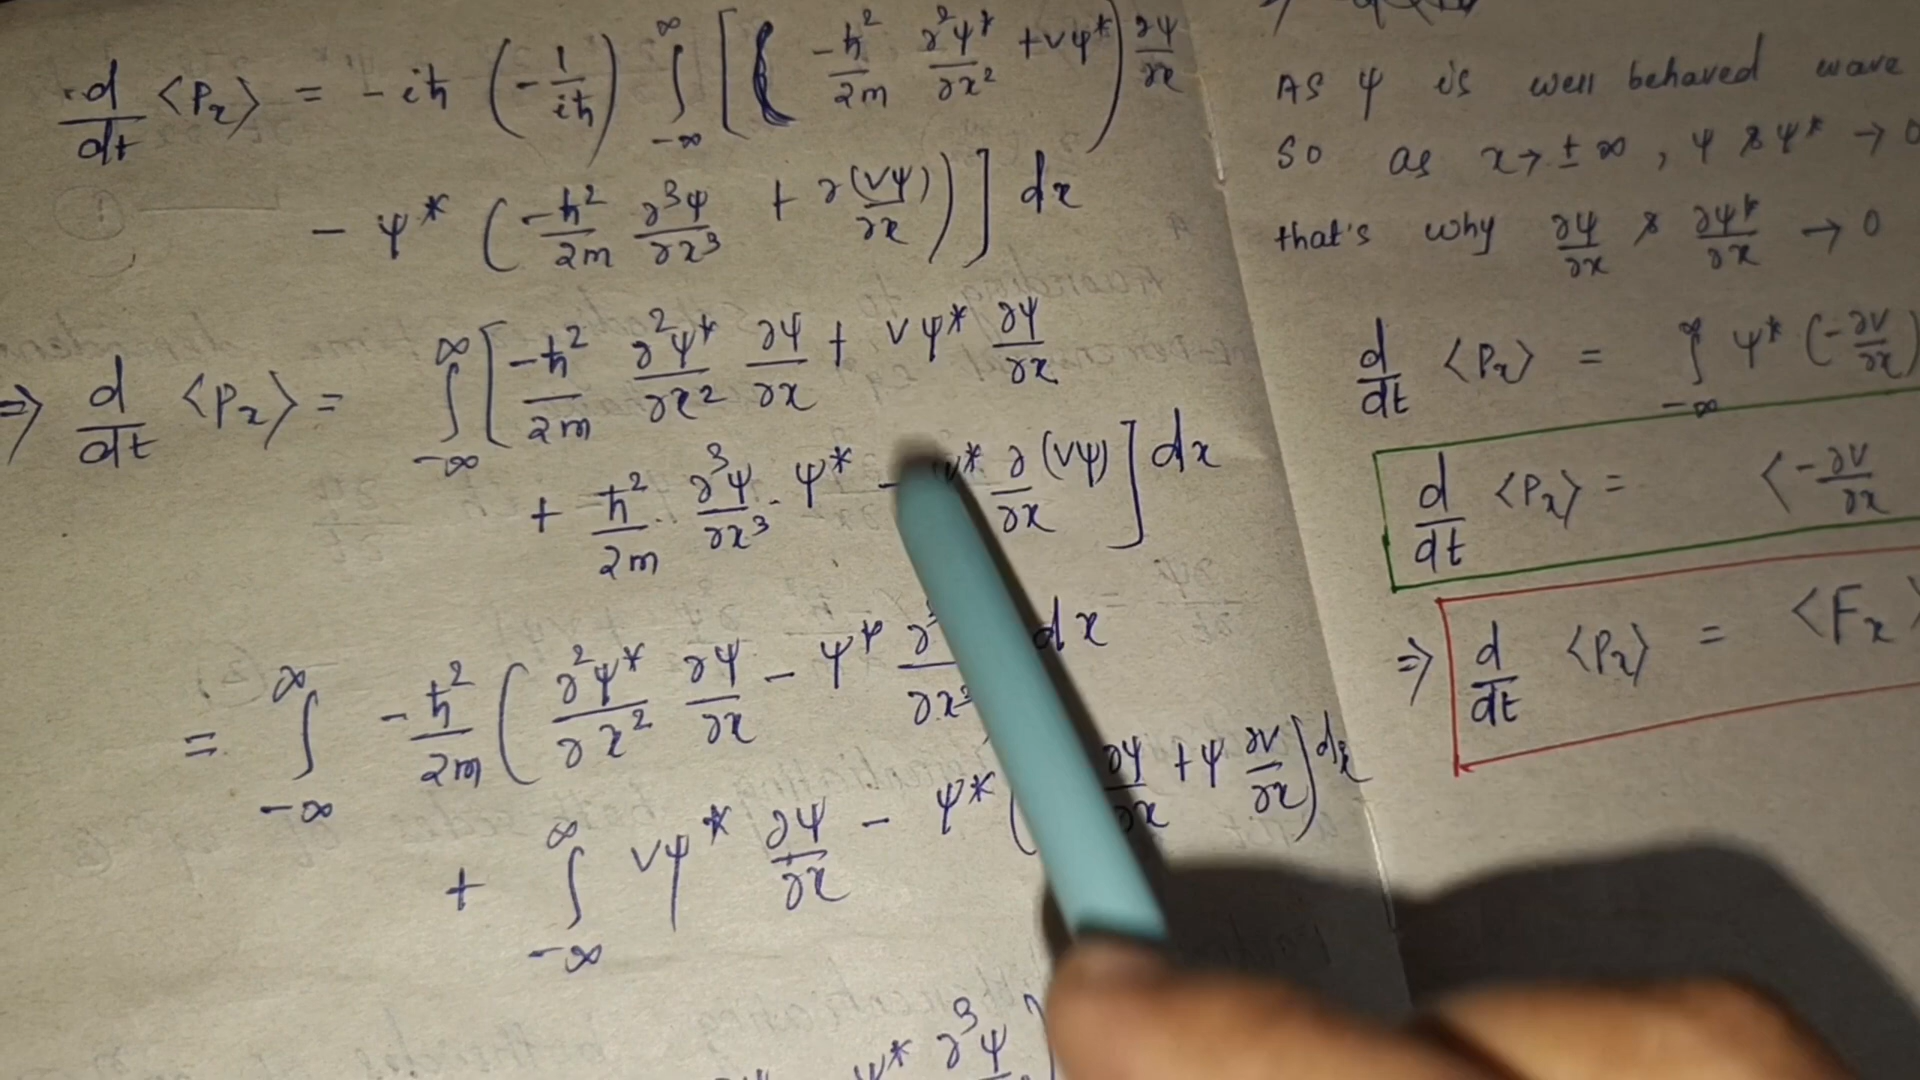 d/dt ⟨Px⟩ = -iħ (-1/iħ) ∫_{-∞}^{∞} [( -ħ²/2m ∂²ψ*/∂x² + Vψ* ) ∂ψ/∂x
- ψ* ( -ħ²/2m ∂³ψ/∂x³ + ∂(Vψ)/∂x ) ] dx
⇒ d/dt ⟨Px⟩ = ∫_{-∞}^{∞} [ -ħ²/2m ∂²ψ*/∂x² ∂ψ/∂x + Vψ* ∂ψ/∂x
+ ħ²/2m · ∂³ψ/∂x³ · ψ* - ψ* ∂/∂x (Vψ) ] dx
= ∫_{-∞}^{∞} -ħ²/2m ( ∂²ψ*/∂x² ∂ψ/∂x - ψ* dx
+ ∫_{-∞}^{∞} Vψ* ∂ψ/∂x - ψ* ( ∂ψ/∂x + ψ ∂V/∂x ) dx
ψ* ∂³ψ
As ψ is well behaved wave
So as x → ± ∞, ψ & ψ* → 0
that's why ∂ψ/∂x & ∂ψ*/∂x → 0
d/dt ⟨Px⟩ = ∫_{-∞}^{∞} ψ* (-∂V/∂x)
d/dt ⟨Px⟩ = ⟨-∂V/∂x
⇒ d/dt ⟨Px⟩ = ⟨Fx⟩